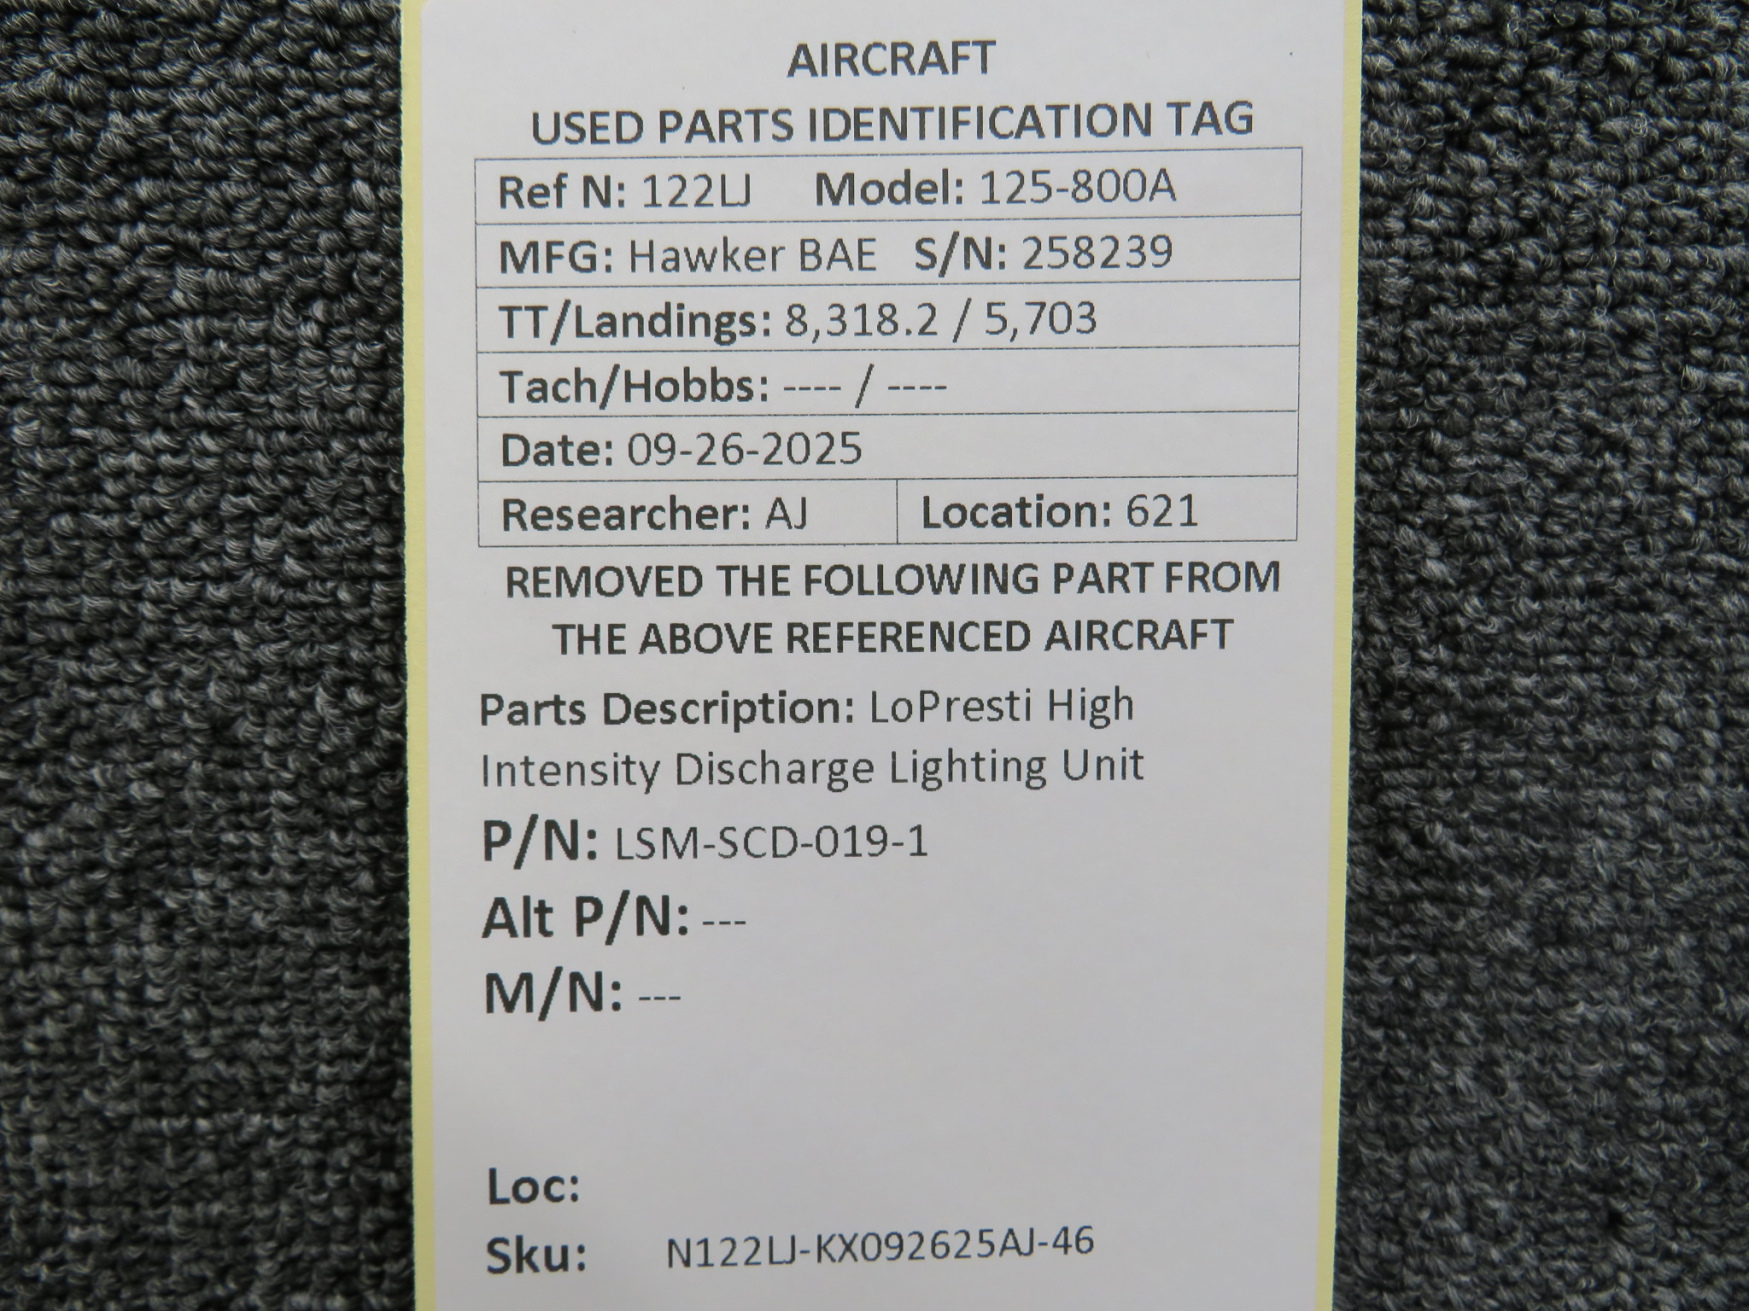 AIRCRAFT
USED PARTS IDENTIFICATION TAG
Ref N: 122LJ Model: 125-800A
MFG: Hawker BAE S/N: 258239
TT/Landings: 8,318.2 / 5,703
Tach/Hobbs: ---- / ----
Date: 09-26-2025
Researcher: AJ Location: 621
REMOVED THE FOLLOWING PART FROM
THE ABOVE REFERENCED AIRCRAFT
Parts Description: LoPresti High
Intensity Discharge Lighting Unit
P/N: LSM-SCD-019-1
Alt P/N: ---
M/N: ---
Loc:
Sku: N122LJ-KX092625AJ-46